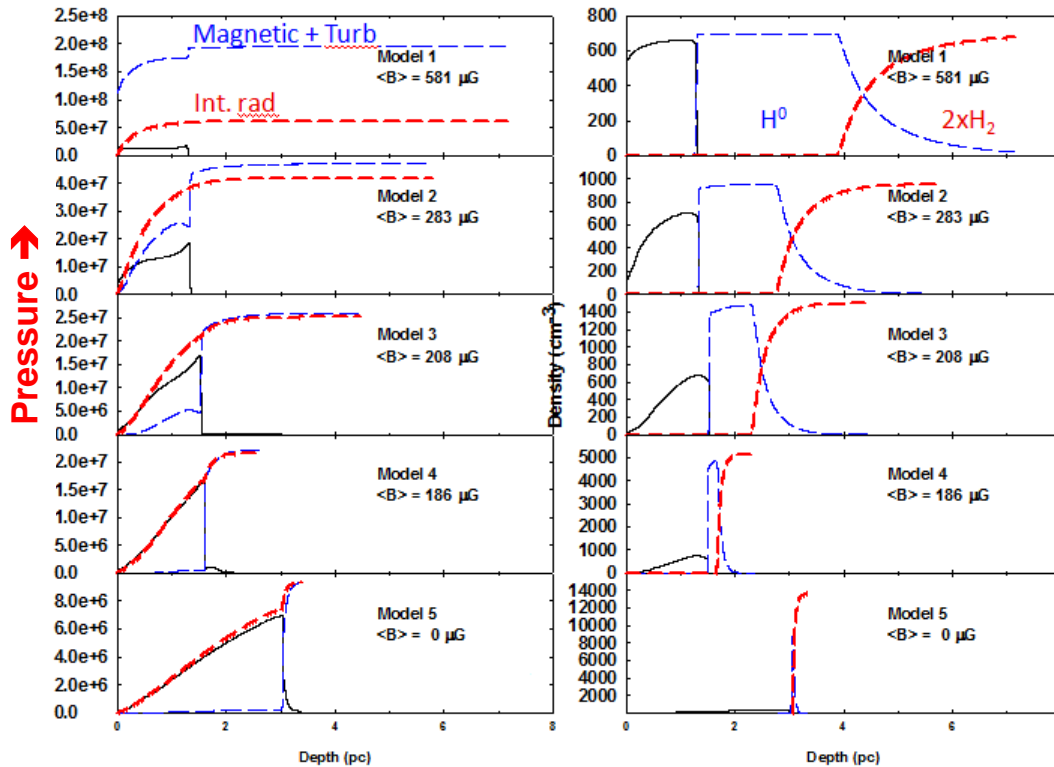 Pressure →
2.5e+8
2.0e+8
1.5e+8
1.0e+8
5.0e+7
0.0
Magnetic + Turb
Int. rad
Model 1
<B> = 581 µG
4.0e+7
3.0e+7
2.0e+7
1.0e+7
0.0
Model 2
<B> = 283 µG
2.5e+7
2.0e+7
1.5e+7
1.0e+7
5.0e+6
0.0
Model 3
<B> = 208 µG
2.0e+7
1.5e+7
1.0e+7
5.0e+6
0.0
Model 4
<B> = 186 µG
8.0e+6
6.0e+6
4.0e+6
2.0e+6
0.0
Model 5
<B> = 0 µG
0 2 4 6 8
Depth (pc)
Density (cm⁻³)
800
600
400
200
0
Model 1
<B> = 581 µG
H⁰
2xH₂
1000
800
600
400
200
0
Model 2
<B> = 283 µG
1400
1200
1000
800
600
400
200
0
Model 3
<B> = 208 µG
5000
4000
3000
2000
1000
0
Model 4
<B> = 186 µG
14000
12000
10000
8000
6000
4000
2000
Model 5
<B> = 0 µG
0 2 4 6 8
Depth (pc)